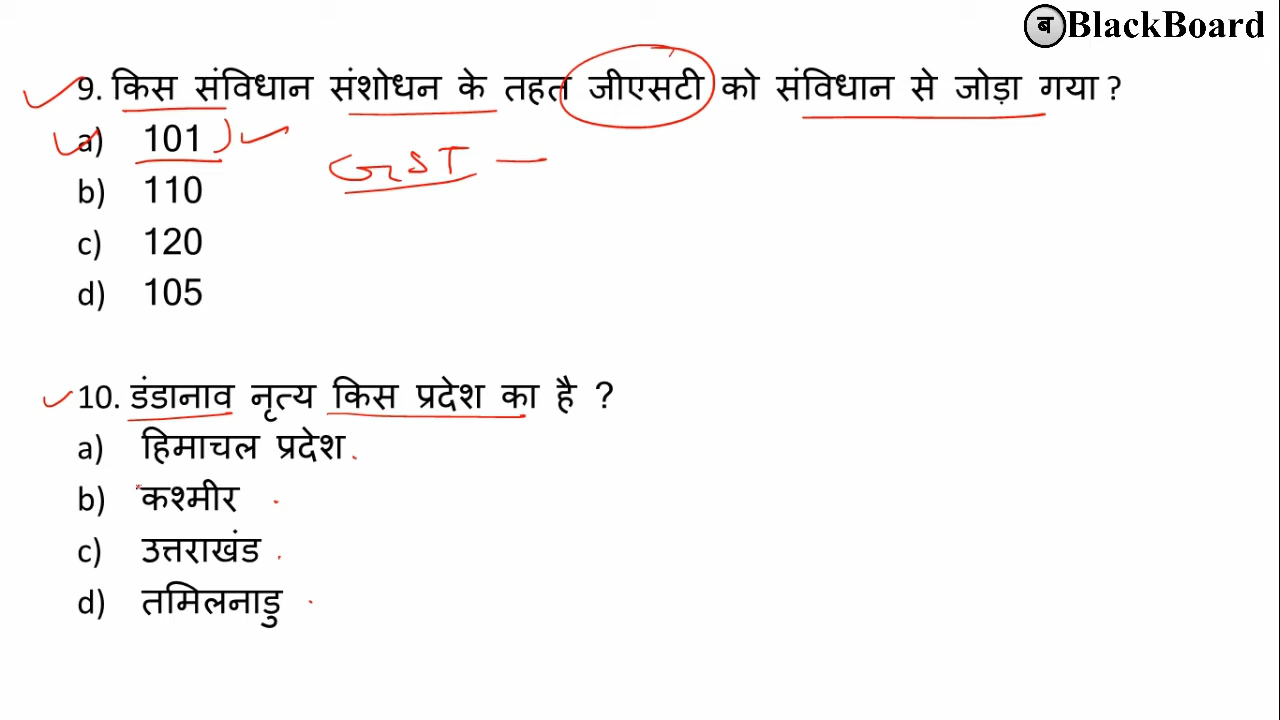 ब BlackBoard
9. किस संविधान संशोधन के तहत जीएसटी को संविधान से जोड़ा गया ?
a) 101
GST —
b) 110
c) 120
d) 105
10. डंडानाव नृत्य किस प्रदेश का है ?
a) हिमाचल प्रदेश
b) कश्मीर
c) उत्तराखंड
d) तमिलनाडु